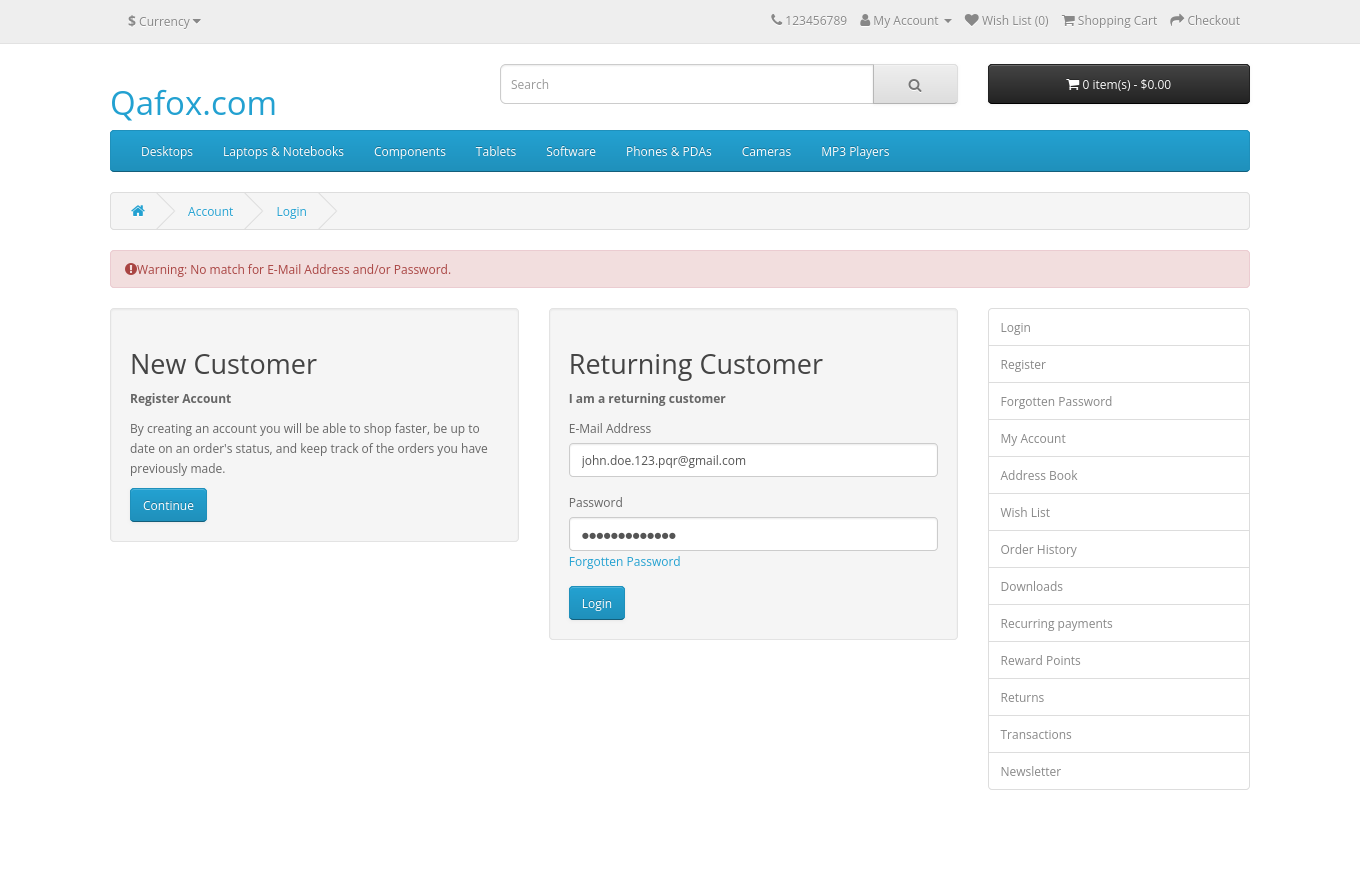 $ Currency
123456789 My Account Wish List (0) Shopping Cart Checkout
Qafox.com
Search
0 item(s) - $0.00
Desktops Laptops & Notebooks Components Tablets Software Phones & PDAs Cameras MP3 Players
Account Login
Warning: No match for E-Mail Address and/or Password.
New Customer
Register Account
By creating an account you will be able to shop faster, be up to
date on an order's status, and keep track of the orders you have
previously made.
Continue
Returning Customer
I am a returning customer
E-Mail Address
john.doe.123.pqr@gmail.com
Password
●●●●●●●●●●●●●
Forgotten Password
Login
Login
Register
Forgotten Password
My Account
Address Book
Wish List
Order History
Downloads
Recurring payments
Reward Points
Returns
Transactions
Newsletter